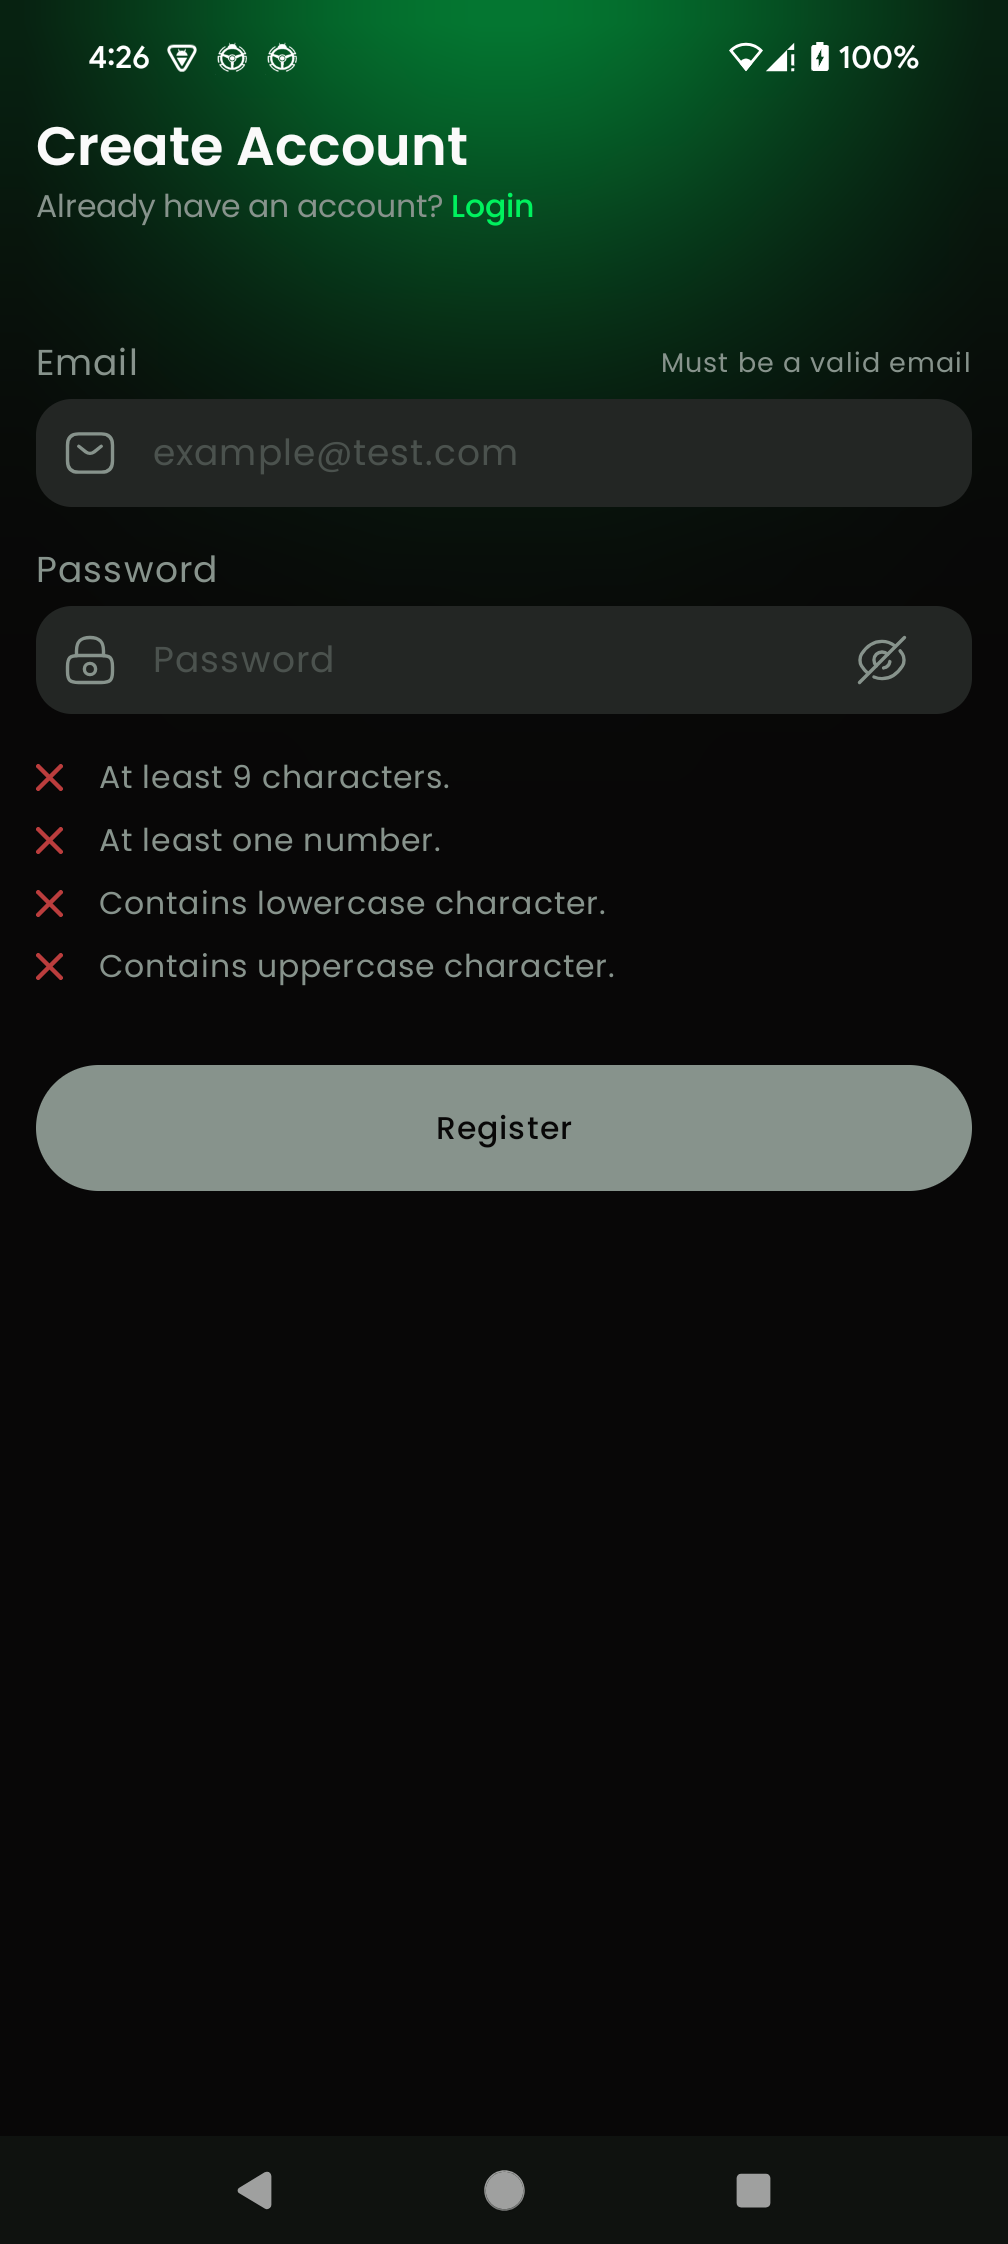 4:26 100%
Create Account
Already have an account? Login
Email Must be a valid email
example@test.com
Password
Password
At least 9 characters.
At least one number.
Contains lowercase character.
Contains uppercase character.
Register